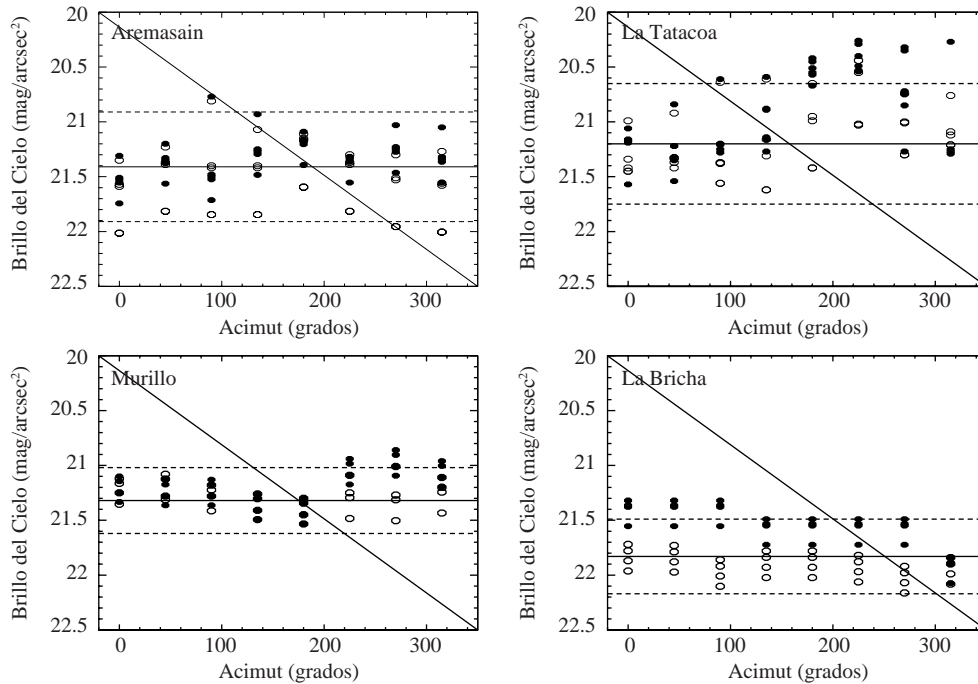 Aremasain
20
20.5
21
21.5
22
22.5
Brillo del Cielo (mag/arcsec²)
0 100 200 300
Acimut (grados)
La Tatacoa
20
20.5
21
21.5
22
22.5
Brillo del Cielo (mag/arcsec²)
0 100 200 300
Acimut (grados)
Murillo
20
20.5
21
21.5
22
22.5
Brillo del Cielo (mag/arcsec²)
0 100 200 300
Acimut (grados)
La Bricha
20
20.5
21
21.5
22
22.5
Brillo del Cielo (mag/arcsec²)
0 100 200 300
Acimut (grados)